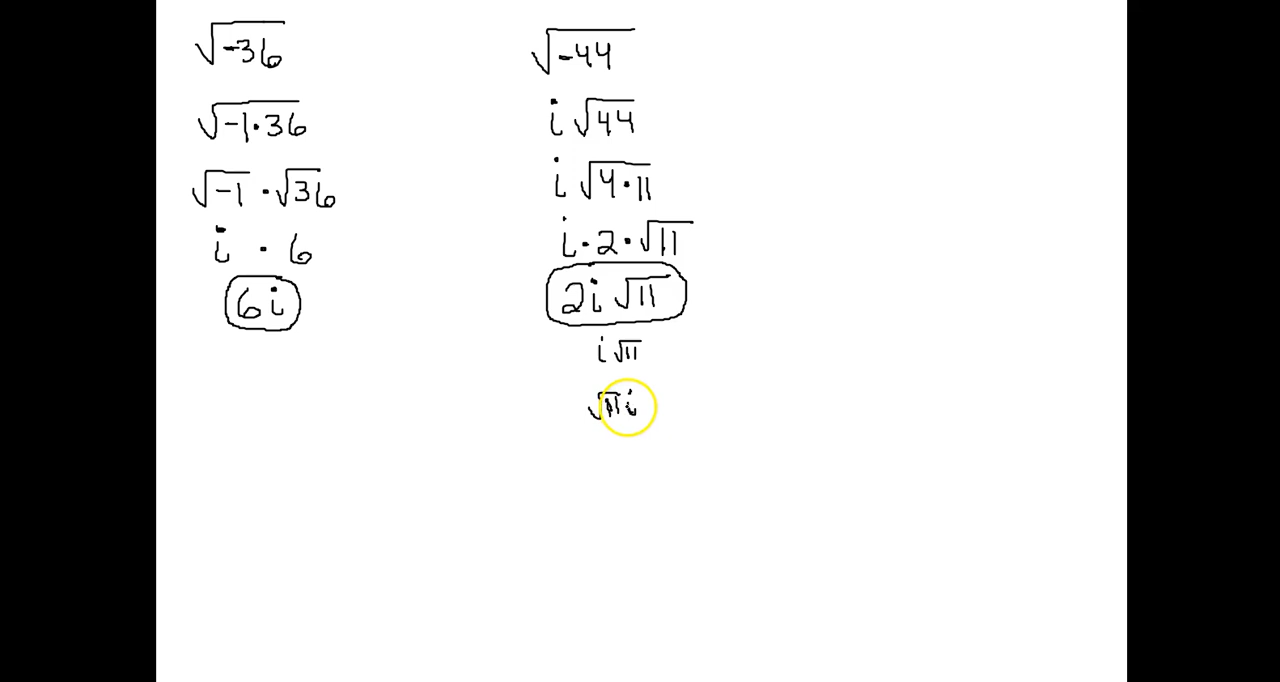 √-36
√-1·36
√-1 · √36
i · 6
6i
√-44
i √44
i √4·11
i·2·√11
2i √11
i √11
√11 i